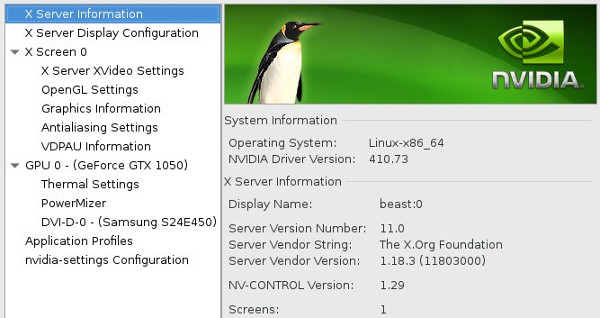 X Server Information
X Server Display Configuration
X Screen 0
X Server XVideo Settings
OpenGL Settings
Graphics Information
Antialiasing Settings
VDPAU Information
GPU 0 - (GeForce GTX 1050)
Thermal Settings
PowerMizer
DVI-D-0 - (Samsung S24E450)
Application Profiles
nvidia-settings Configuration
NVIDIA
System Information
Operating System: Linux-x86_64
NVIDIA Driver Version: 410.73
X Server Information
Display Name: beast:0
Server Version Number: 11.0
Server Vendor String: The X.Org Foundation
Server Vendor Version: 1.18.3 (11803000)
NV-CONTROL Version: 1.29
Screens: 1